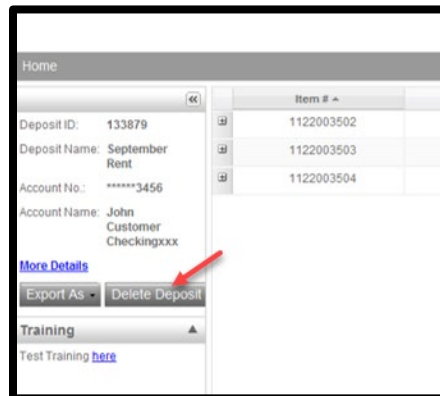 Home
Deposit ID: 133879
Deposit Name: September
Rent
Account No.: ******3456
Account Name: John
Customer
Checkingxxx
More Details
Export As Delete Deposit
Training
Test Training here
Item #
1122003502
1122003503
1122003504